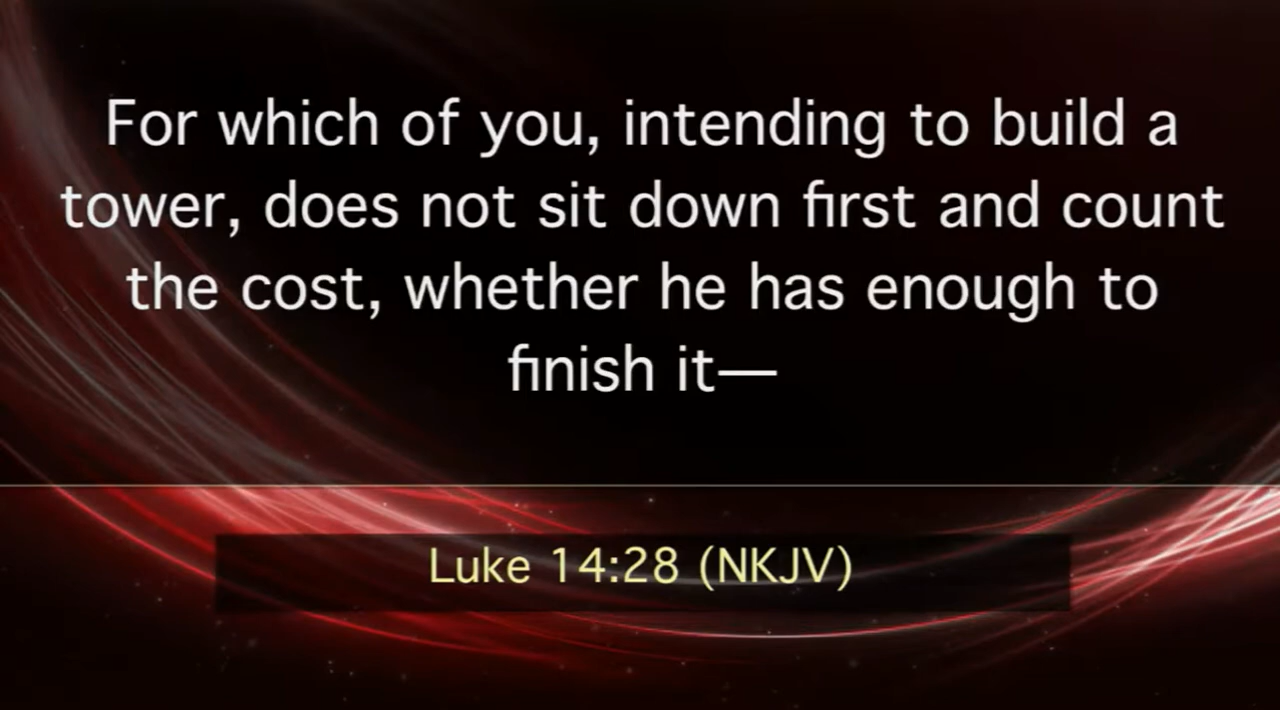 For which of you, intending to build a
tower, does not sit down first and count
the cost, whether he has enough to
finish it—
Luke 14:28 (NKJV)